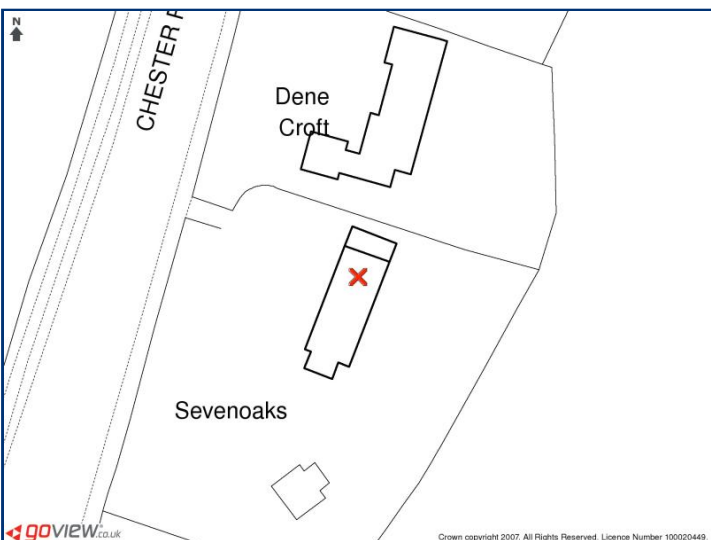 N
CHESTER
Dene
Croft
Sevenoaks
goview.co.uk
Crown copyright 2007. All Rights Reserved. Licence Number 100020449.